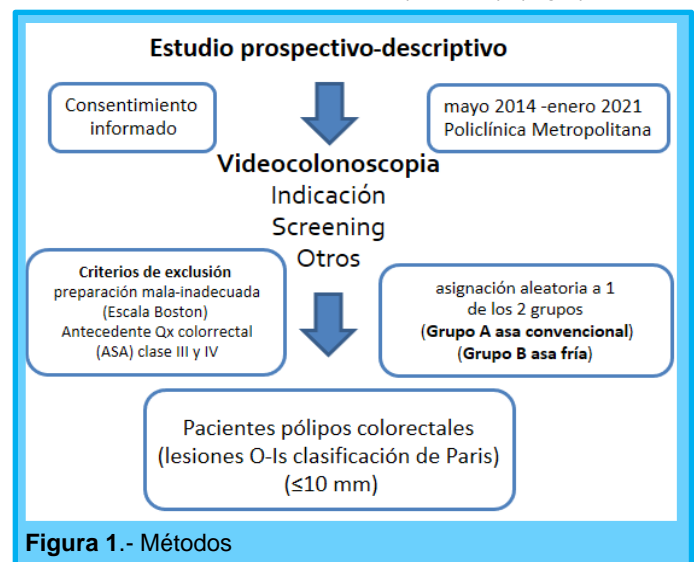 Estudio prospectivo-descriptivo
Consentimiento
informado
mayo 2014 -enero 2021
Policlínica Metropolitana
Videocolonoscopia
Indicación
Screening
Otros
Criterios de exclusión
preparación mala-inadecuada
(Escala Boston)
Antecedente Qx colorrectal
(ASA) clase III y IV
asignación aleatoria a 1
de los 2 grupos
(Grupo A asa convencional)
(Grupo B asa fría)
Pacientes pólipos colorectales
(lesiones O-Is clasificación de Paris)
(≤10 mm)
Figura 1.- Métodos